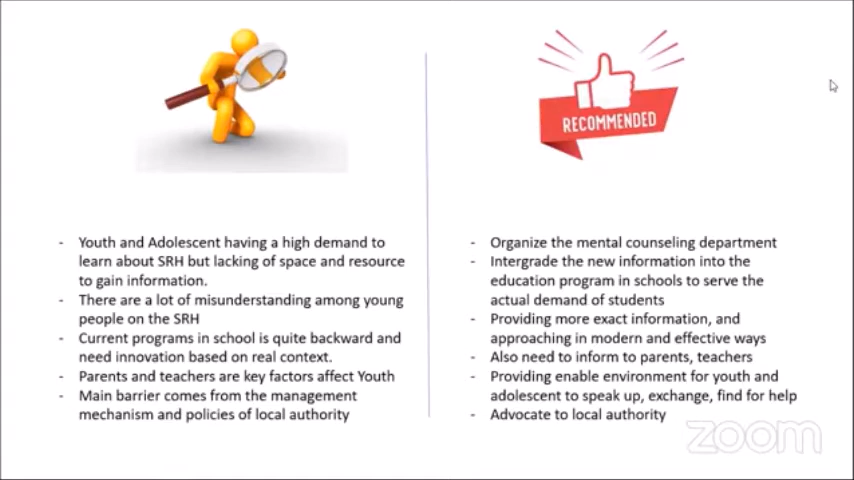 RECOMMENDED
- Youth and Adolescent having a high demand to
learn about SRH but lacking of space and resource
to gain information.
- There are a lot of misunderstanding among young
people on the SRH
- Current programs in school is quite backward and
need innovation based on real context.
- Parents and teachers are key factors affect Youth
- Main barrier comes from the management
mechanism and policies of local authority
- Organize the mental counseling department
- Intergrade the new information into the
education program in schools to serve the
actual demand of students
- Providing more exact information, and
approaching in modern and effective ways
- Also need to inform to parents, teachers
- Providing enable environment for youth and
adolescent to speak up, exchange, find for help
- Advocate to local authority
zoom